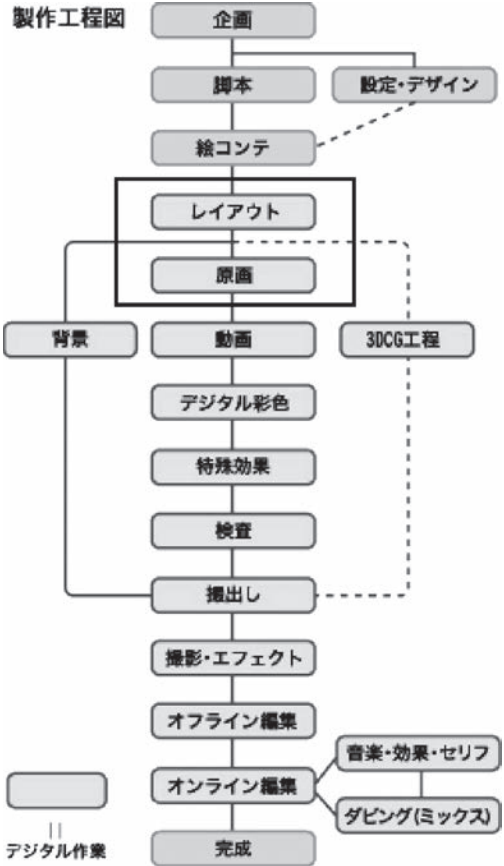 製作工程図
企画
脚本
設定・デザイン
絵コンテ
レイアウト
原画
背景
動画
3DCG工程
デジタル彩色
特殊効果
検査
撮出し
撮影・エフェクト
オフライン編集
音楽・効果・セリフ
オンライン編集
ダビング(ミックス)
||
デジタル作業
完成